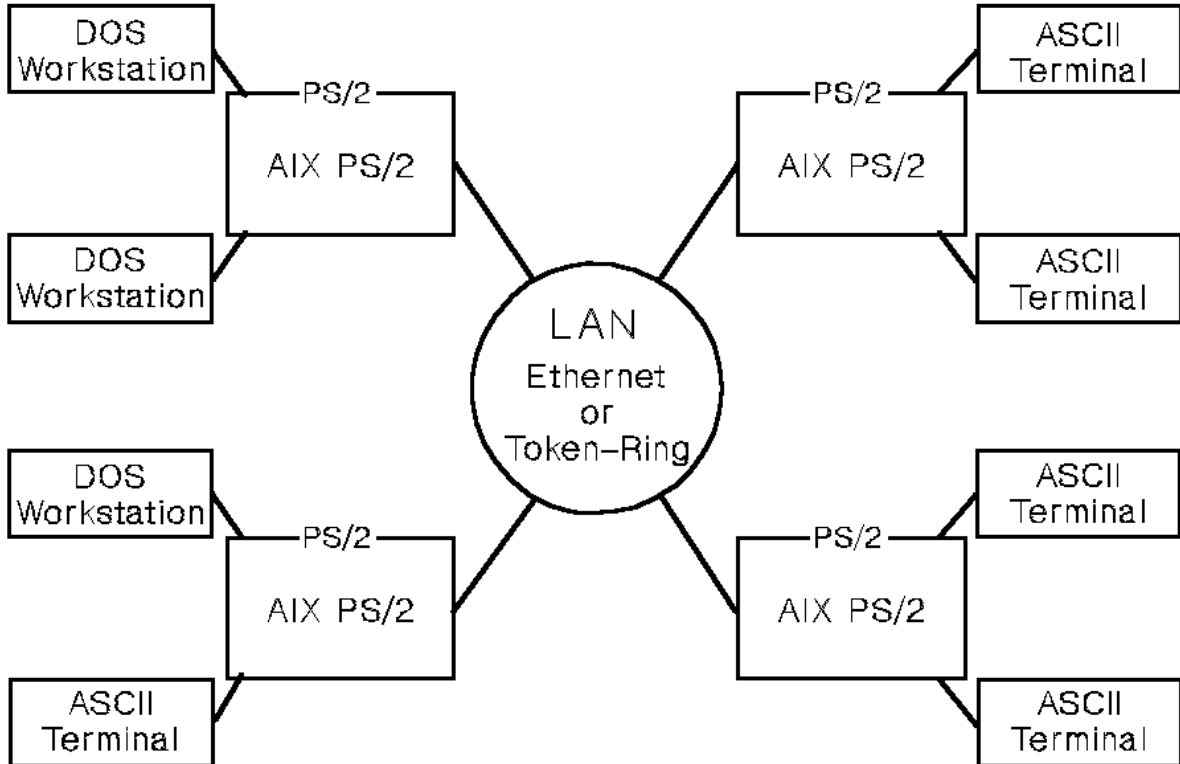 DOS
Workstation
PS/2
AIX PS/2
DOS
Workstation
ASCII
Terminal
PS/2
AIX PS/2
ASCII
Terminal
LAN
Ethernet
or
Token–Ring
DOS
Workstation
PS/2
AIX PS/2
ASCII
Terminal
ASCII
Terminal
PS/2
AIX PS/2
ASCII
Terminal